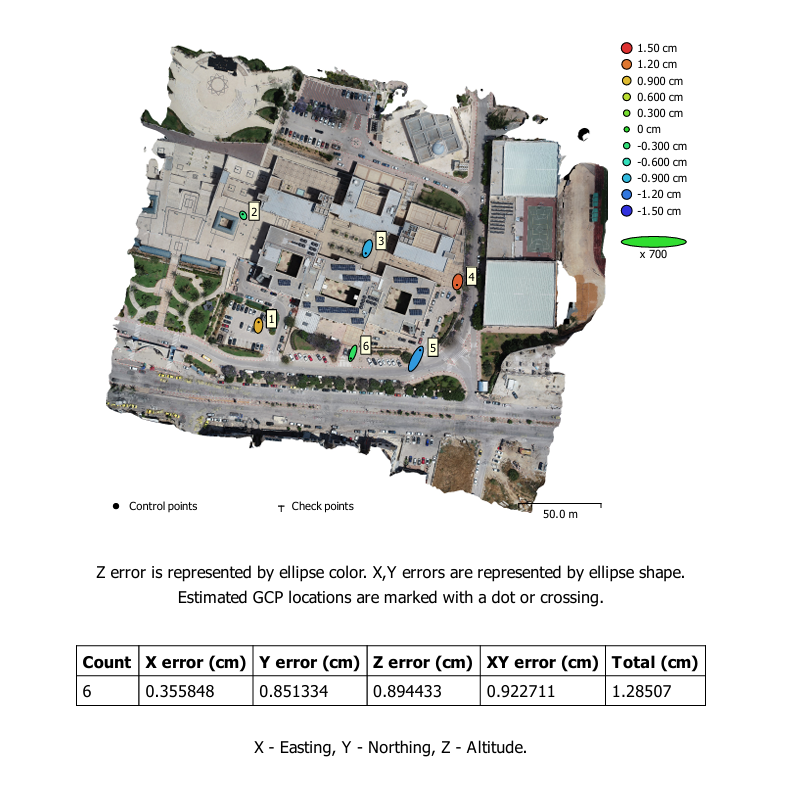 1.50 cm
1.20 cm
0.900 cm
0.600 cm
0.300 cm
0 cm
-0.300 cm
-0.600 cm
-0.900 cm
-1.20 cm
-1.50 cm
x 700
2
3
4
1
6
5
Control points
Check points
50.0 m
Z error is represented by ellipse color. X,Y errors are represented by ellipse shape.
Estimated GCP locations are marked with a dot or crossing.
Count X error (cm) Y error (cm) Z error (cm) XY error (cm) Total (cm)
6 0.355848 0.851334 0.894433 0.922711 1.28507
X - Easting, Y - Northing, Z - Altitude.